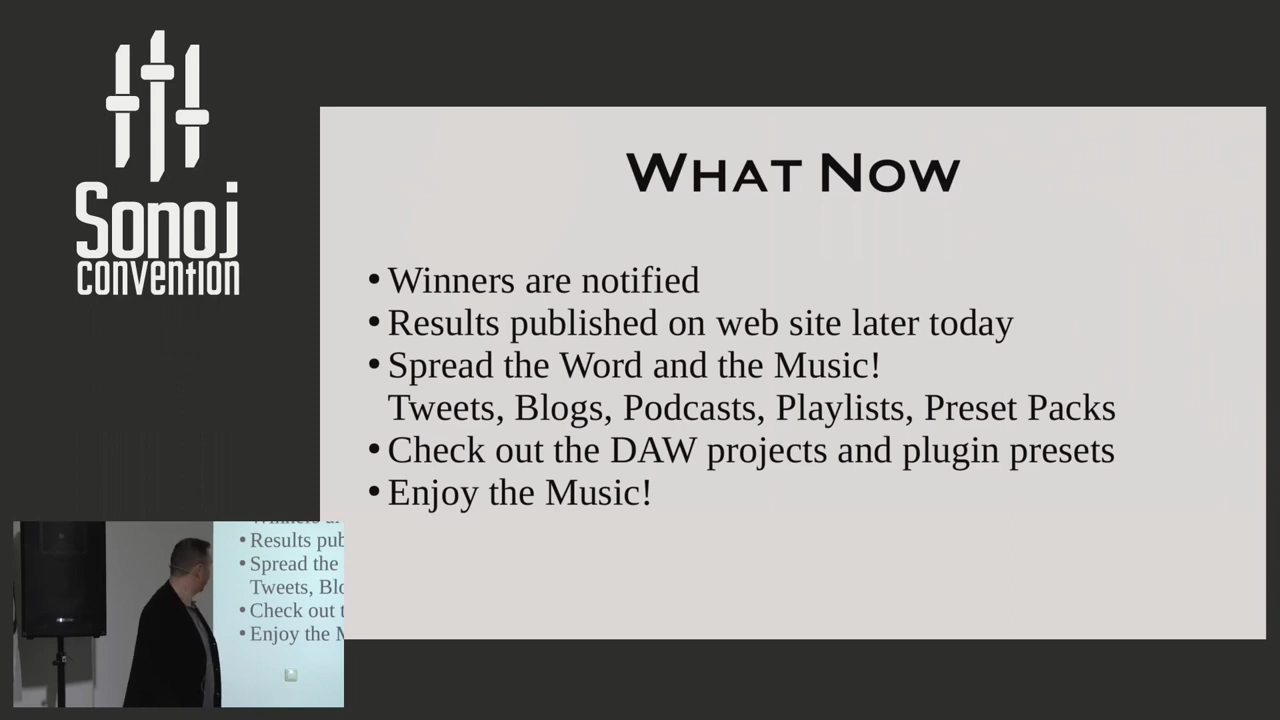 Sonoj
convention
WHAT NOW
• Winners are notified
• Results published on web site later today
• Spread the Word and the Music!
Tweets, Blogs, Podcasts, Playlists, Preset Packs
• Check out the DAW projects and plugin presets
• Enjoy the Music!
• Results pub
• Spread the
Tweets, Blo
• Check out t
• Enjoy the M